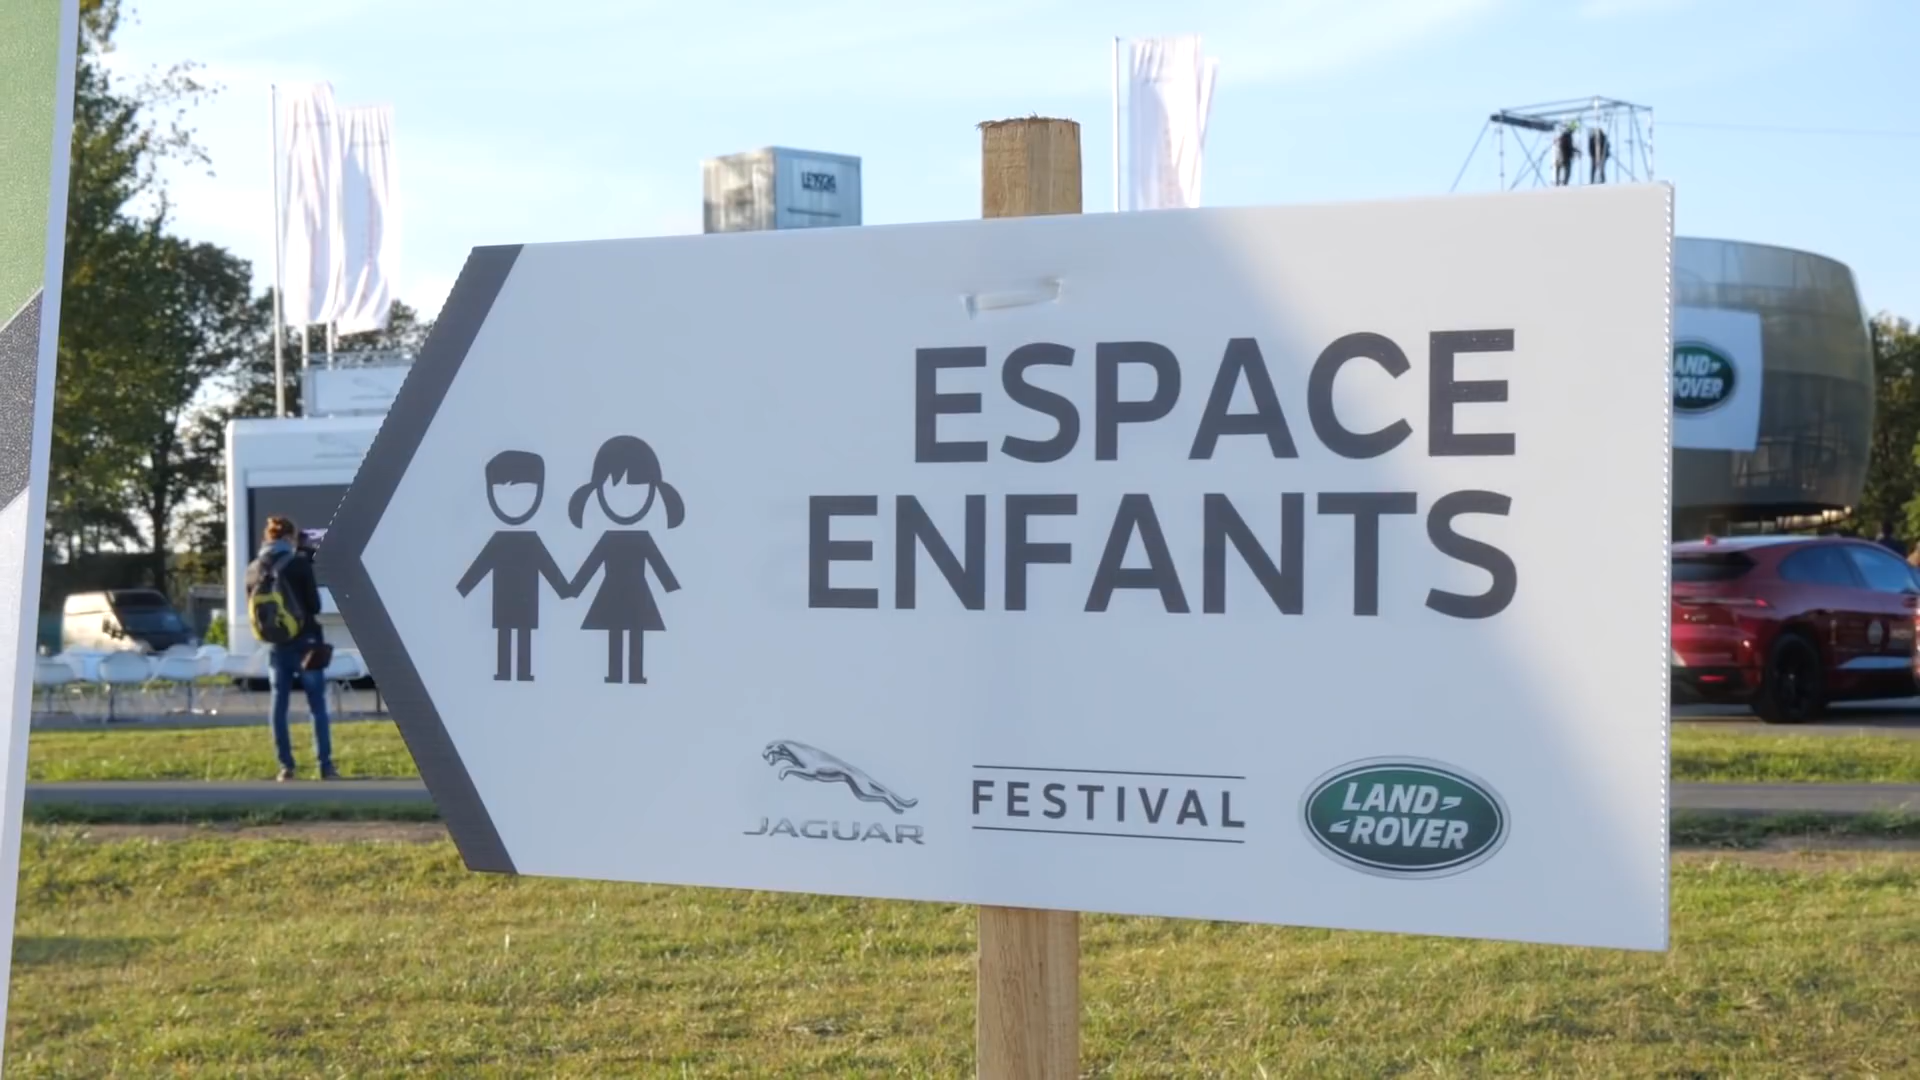 ESPACE
ENFANTS
JAGUAR
FESTIVAL
LAND
ROVER
LAND
ROVER